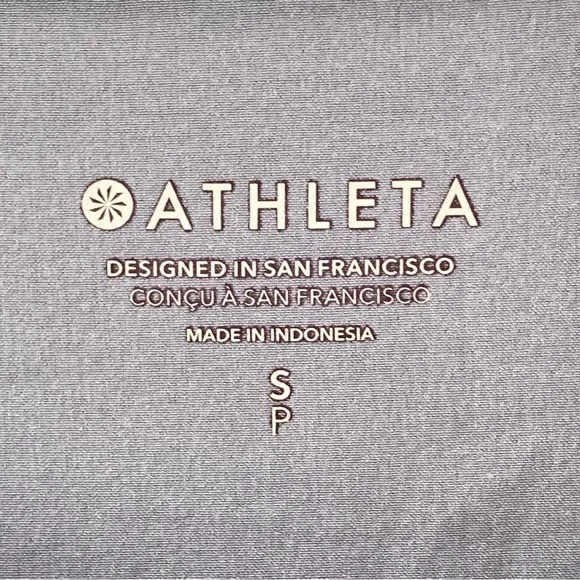 ATHLETA
DESIGNED IN SAN FRANCISCO
CONÇU À SAN FRANCISCO
MADE IN INDONESIA
S
P